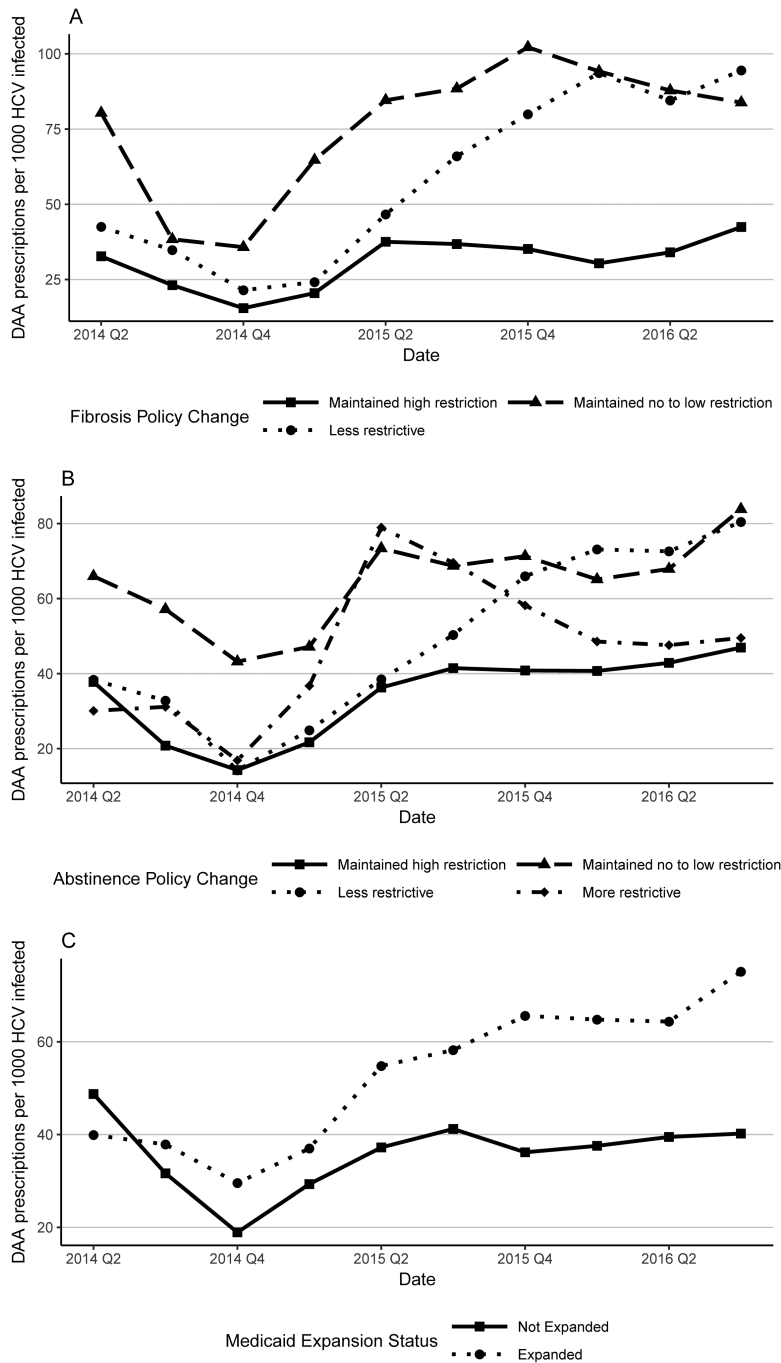 A
DAA prescriptions per 1000 HCV infected
100
75
50
25
2014 Q2 2014 Q4 2015 Q2 2015 Q4 2016 Q2
Date
Fibrosis Policy Change
Maintained high restriction Maintained no to low restriction
Less restrictive
B
DAA prescriptions per 1000 HCV infected
80
60
40
20
2014 Q2 2014 Q4 2015 Q2 2015 Q4 2016 Q2
Date
Abstinence Policy Change
Maintained high restriction Maintained no to low restriction
Less restrictive More restrictive
C
DAA prescriptions per 1000 HCV infected
60
40
20
2014 Q2 2014 Q4 2015 Q2 2015 Q4 2016 Q2
Date
Medicaid Expansion Status
Not Expanded
Expanded